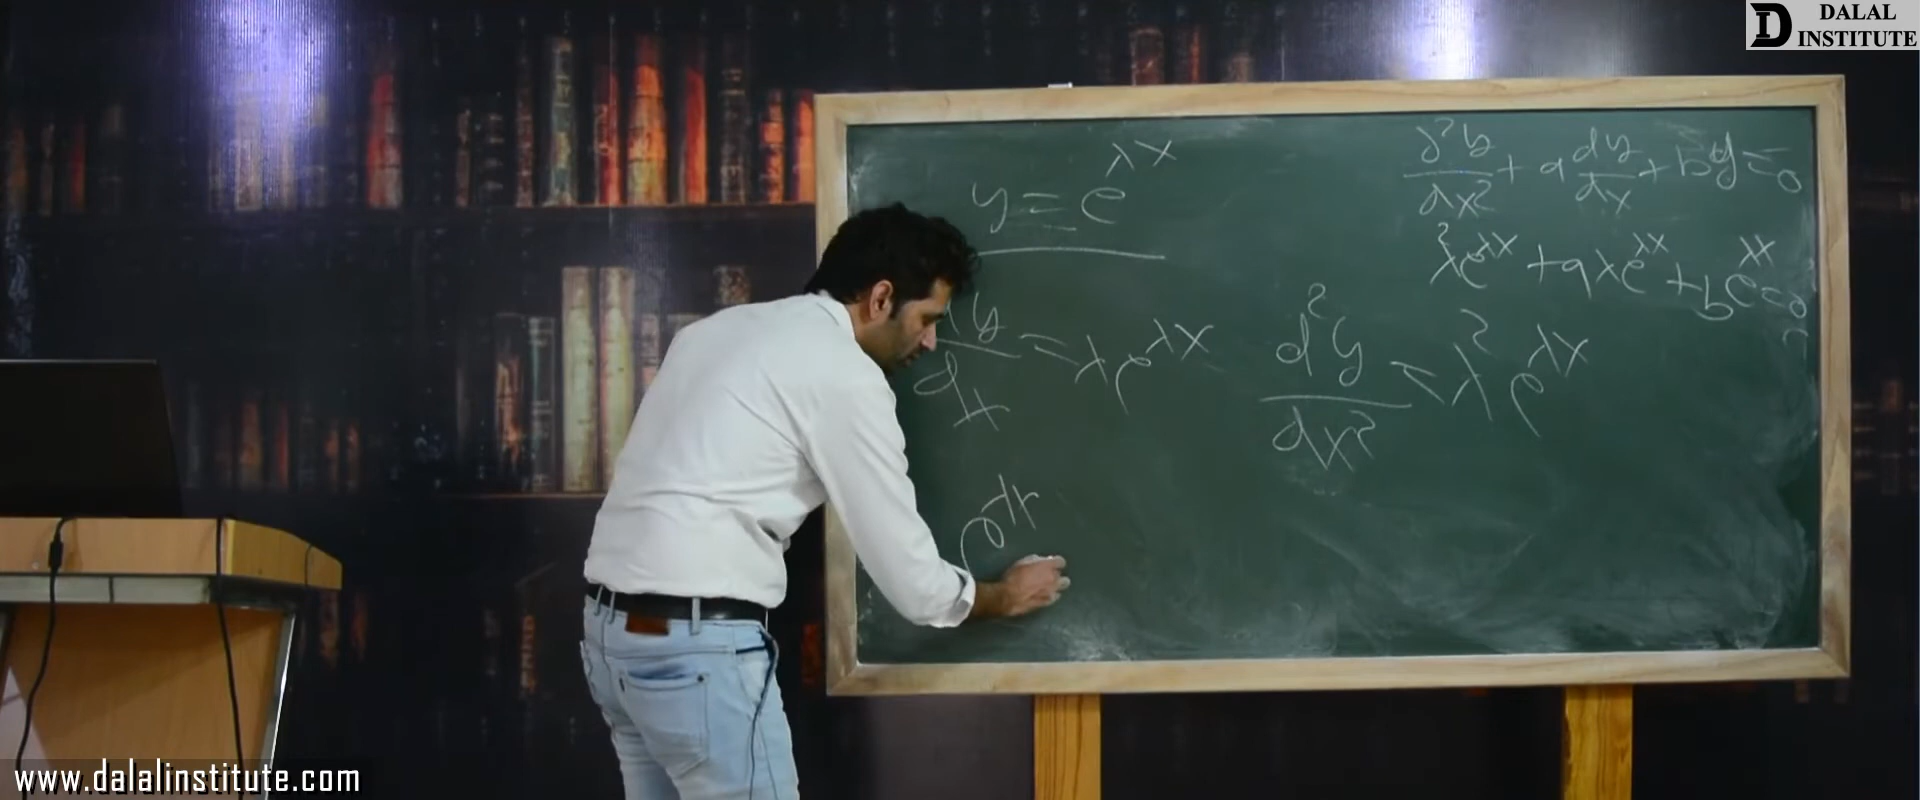 DALAL
INSTITUTE
y = e^λx
d²y/dx² + a dy/dx + by = 0
λ²e^λx + aλe^λx + be^λx = 0
dy/dx = λe^λx
d²y/dx² = λ²e^λx
e^λx
www.dalalinstitute.com